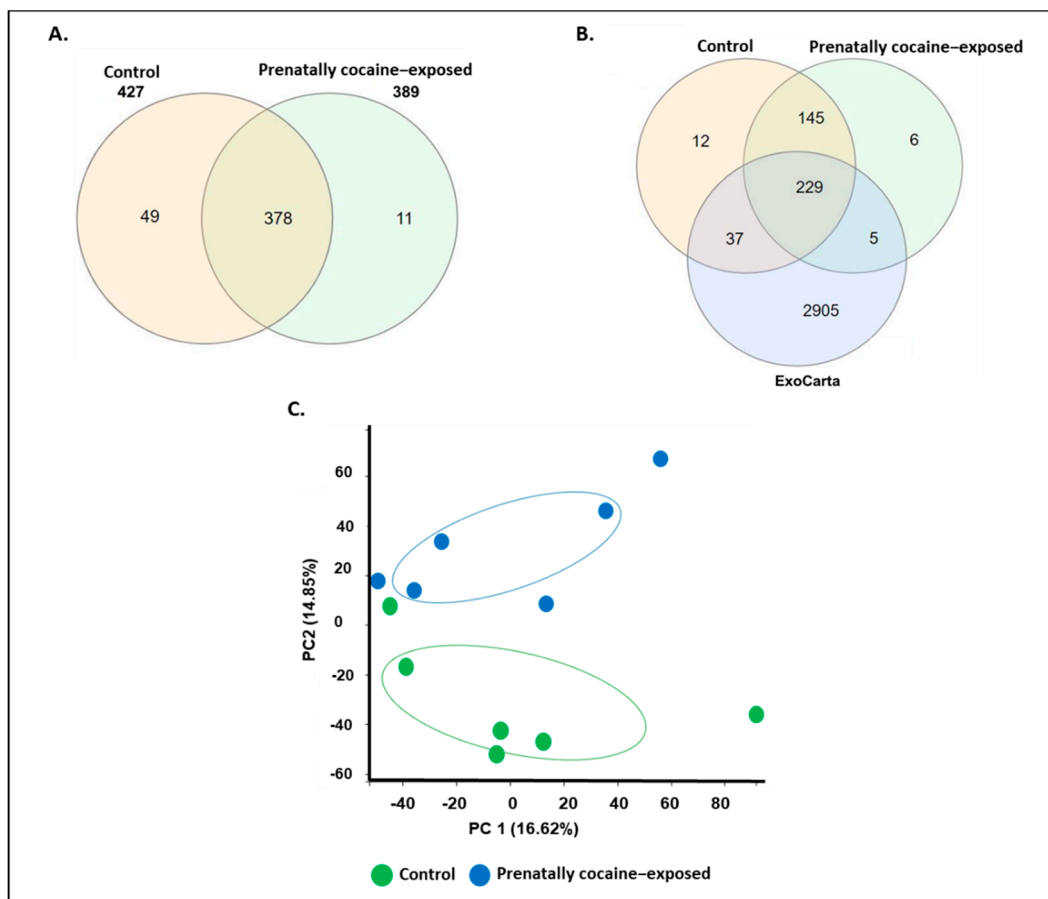 A.
Control
427
Prenatally cocaine–exposed
389
49
378
11
B.
Control
Prenatally cocaine–exposed
12
145
6
229
37
5
2905
ExoCarta
C.
PC2 (14.85%)
60
40
20
0
-20
-40
-60
-40 -20 0 20 40 60 80
PC 1 (16.62%)
Control Prenatally cocaine–exposed